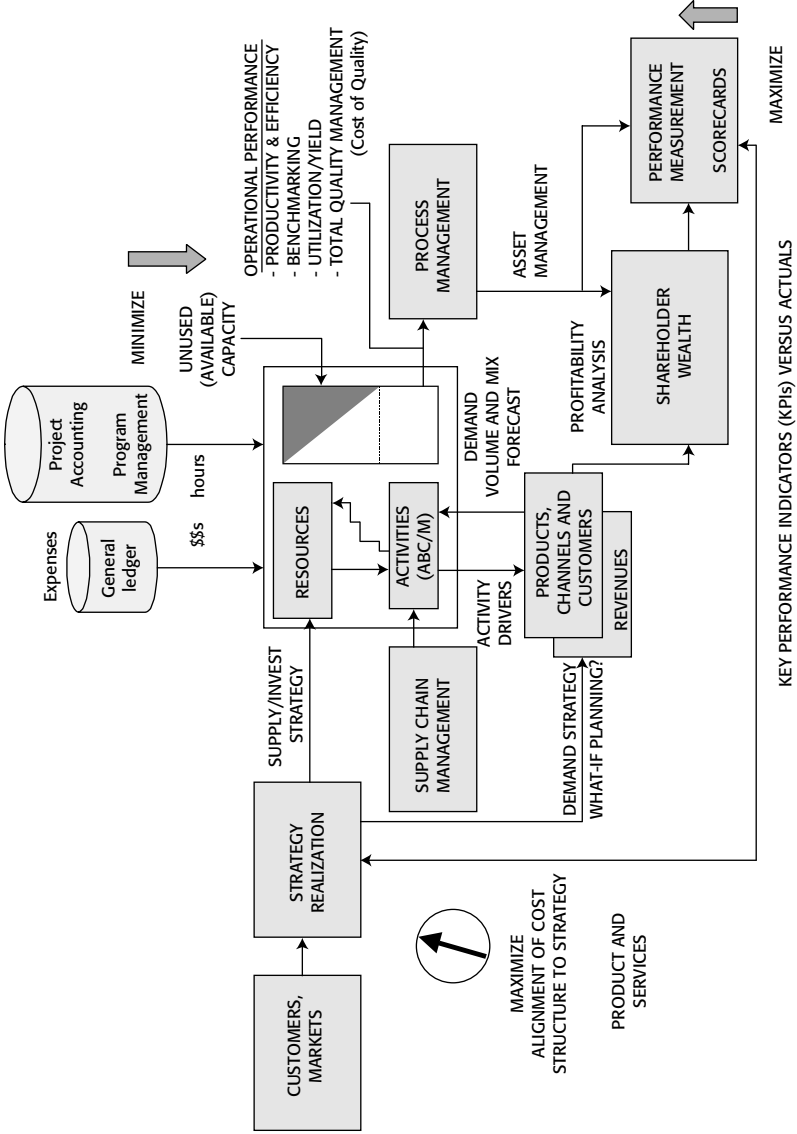 CUSTOMERS,
MARKETS
STRATEGY
REALIZATION
SUPPLY/INVEST
STRATEGY
Expenses
General
ledger
$$s
Project
Accounting
Program
Management
hours
MINIMIZE
UNUSED
(AVAILABLE)
CAPACITY
OPERATIONAL PERFORMANCE
- PRODUCTIVITY & EFFICIENCY
- BENCHMARKING
- UTILIZATION/YIELD
- TOTAL QUALITY MANAGEMENT
(Cost of Quality)
RESOURCES
ACTIVITIES
(ABC/M)
SUPPLY CHAIN
MANAGEMENT
ACTIVITY
DRIVERS
DEMAND
VOLUME AND MIX
FORECAST
PROCESS
MANAGEMENT
ASSET
MANAGEMENT
PRODUCTS,
CHANNELS AND
CUSTOMERS
REVENUES
DEMAND STRATEGY
WHAT-IF PLANNING?
PROFITABILITY
ANALYSIS
SHAREHOLDER
WEALTH
PERFORMANCE
MEASUREMENT
SCORECARDS
MAXIMIZE
MAXIMIZE
ALIGNMENT OF COST
STRUCTURE TO STRATEGY
PRODUCT AND
SERVICES
KEY PERFORMANCE INDICATORS (KPIs) VERSUS ACTUALS